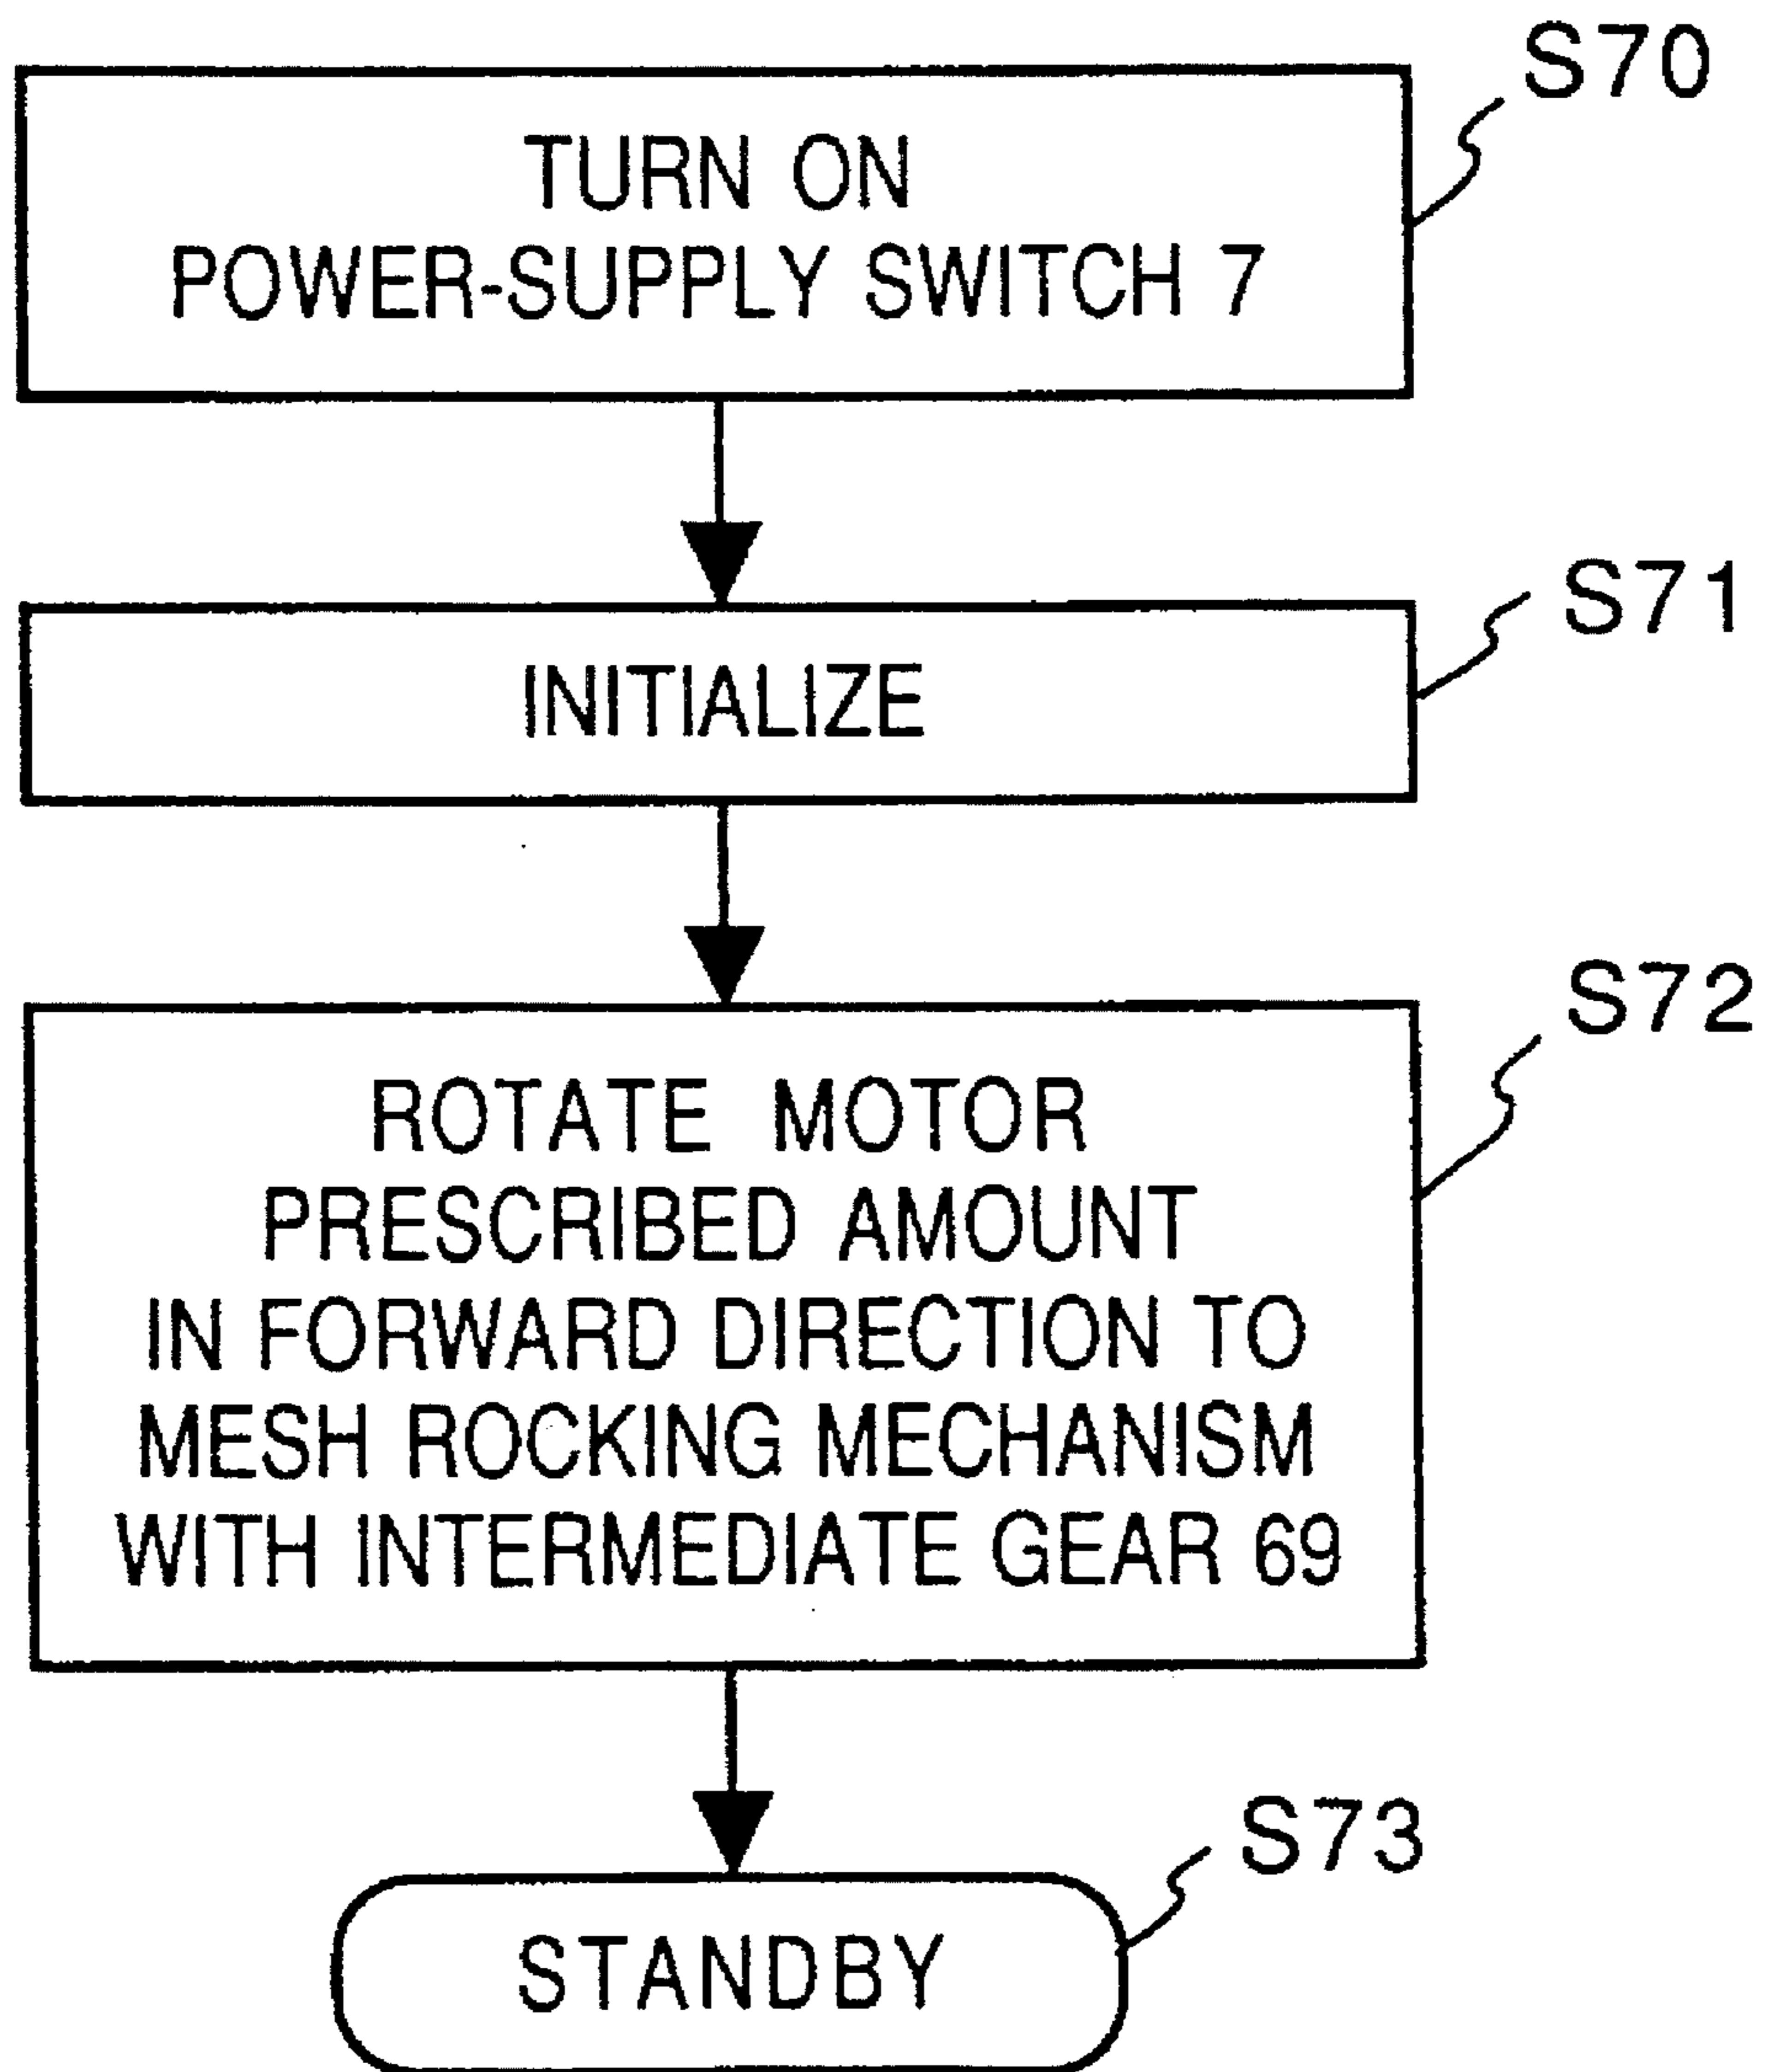 S70
TURN ON
POWER-SUPPLY SWITCH 7
S71
INITIALIZE
S72
ROTATE MOTOR
PRESCRIBED AMOUNT
IN FORWARD DIRECTION TO
MESH ROCKING MECHANISM
WITH INTERMEDIATE GEAR 69
S73
STANDBY